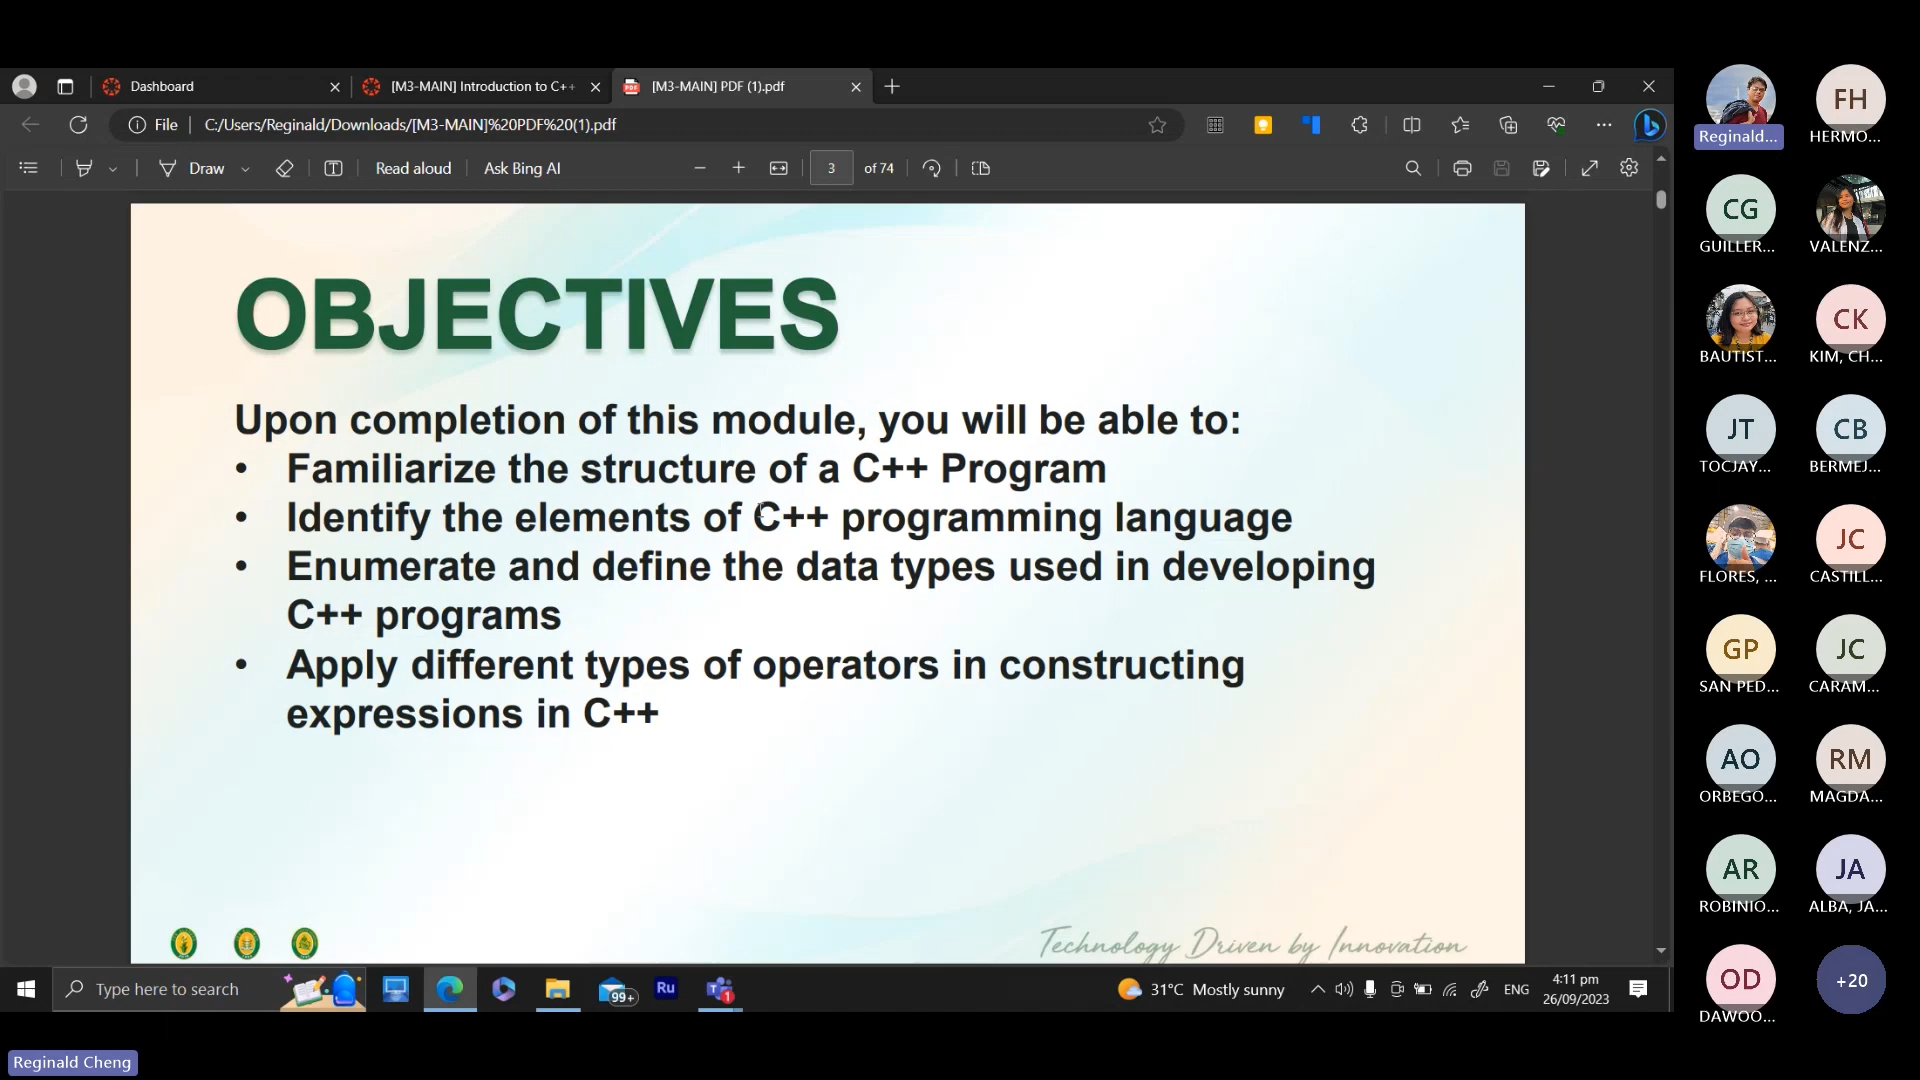 Dashboard
[M3-MAIN] Introduction to C++
[M3-MAIN] PDF (1).pdf
File
C:/Users/Reginald/Downloads/[M3-MAIN]%20PDF%20(1).pdf
Draw
Read aloud
Ask Bing AI
3
of 74
OBJECTIVES
Upon completion of this module, you will be able to:
• Familiarize the structure of a C++ Program
• Identify the elements of C++ programming language
• Enumerate and define the data types used in developing
C++ programs
• Apply different types of operators in constructing
expressions in C++
Technology Driven by Innovation
Type here to search
99+
Ru
1
31°C Mostly sunny
ENG
4:11 pm
26/09/2023
Reginald Cheng
Reginald...
FH
HERMO...
CG
GUILLER...
VALENZ...
BAUTIST...
CK
KIM, CH...
JT
TOCJAY...
CB
BERMEJ...
FLORES, ...
JC
CASTILL...
GP
SAN PED...
JC
CARAM...
AO
ORBEGO...
RM
MAGDA...
AR
ROBINIO...
JA
ALBA, JA...
OD
DAWOO...
+20